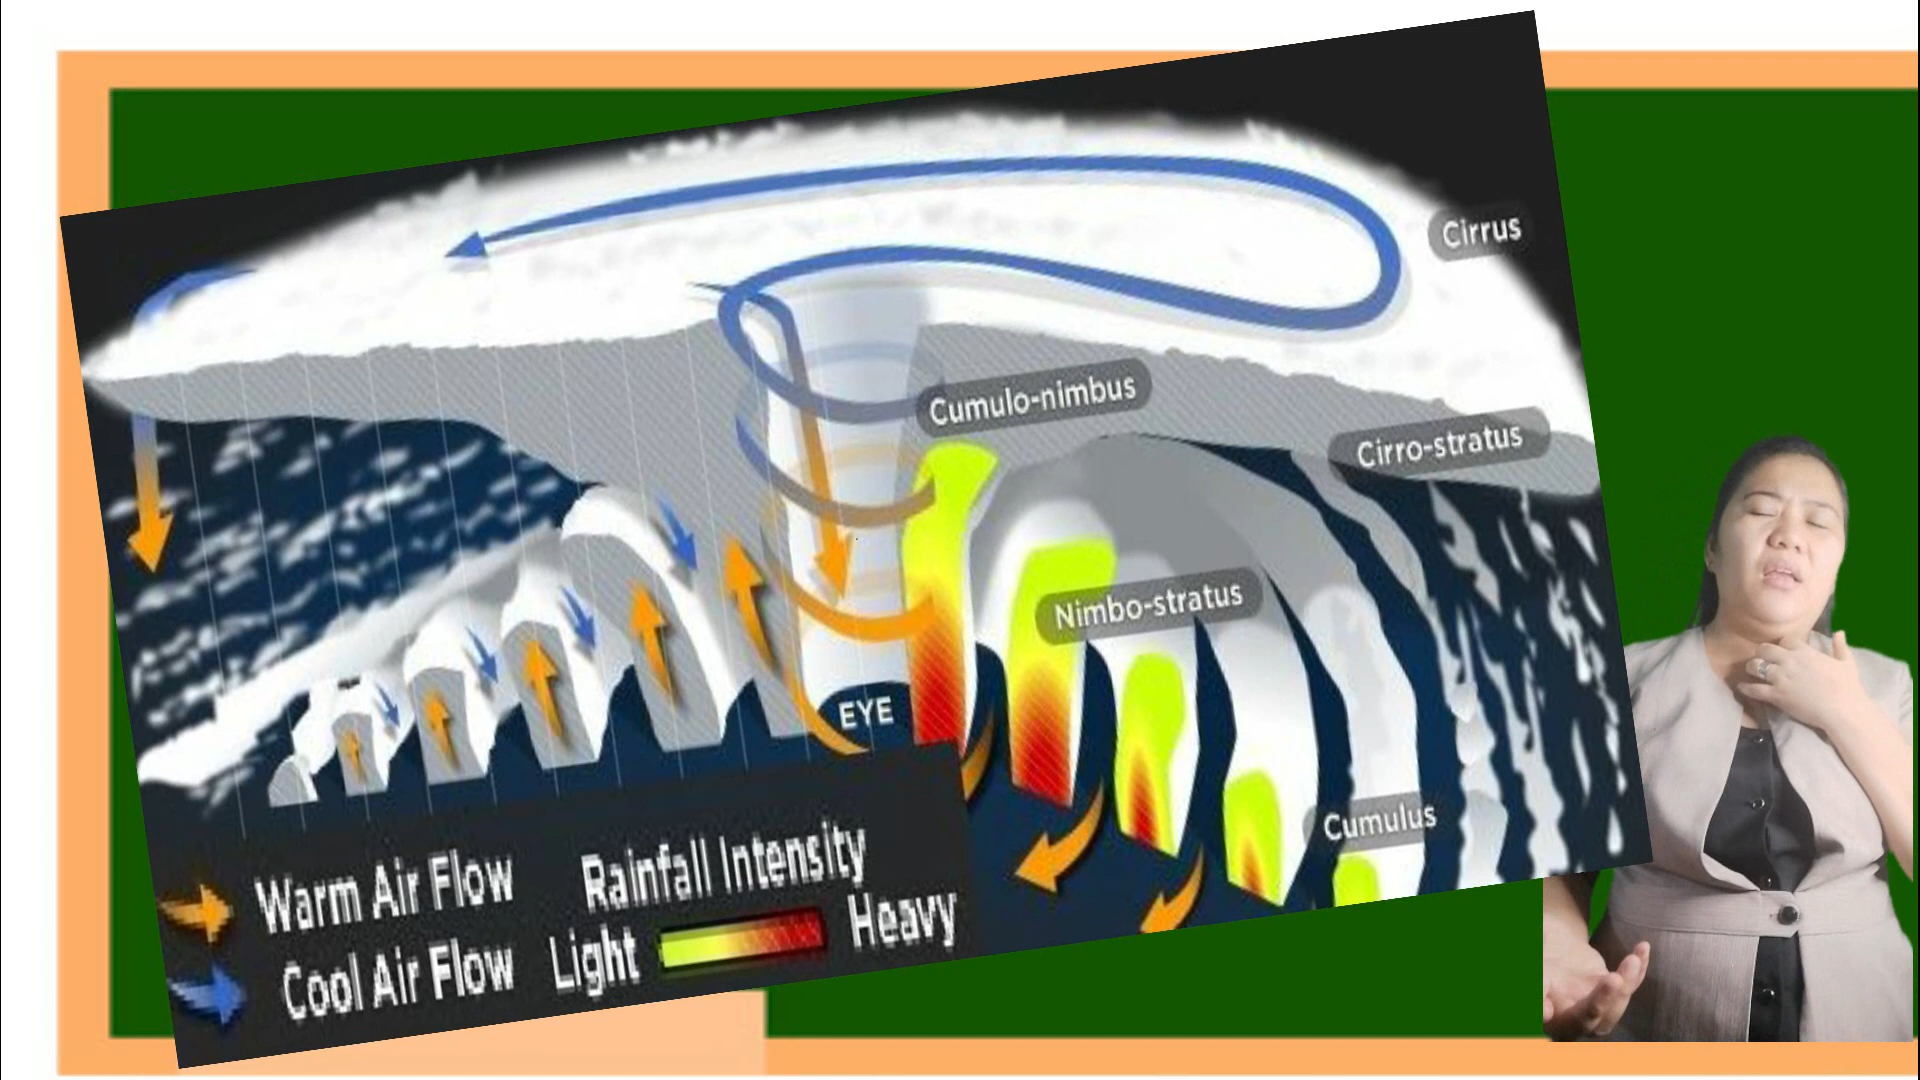 Cirrus
Cumulo-nimbus
Cirro-stratus
Nimbo-stratus
EYE
Cumulus
Warm Air Flow
Cool Air Flow
Rainfall Intensity
Light
Heavy